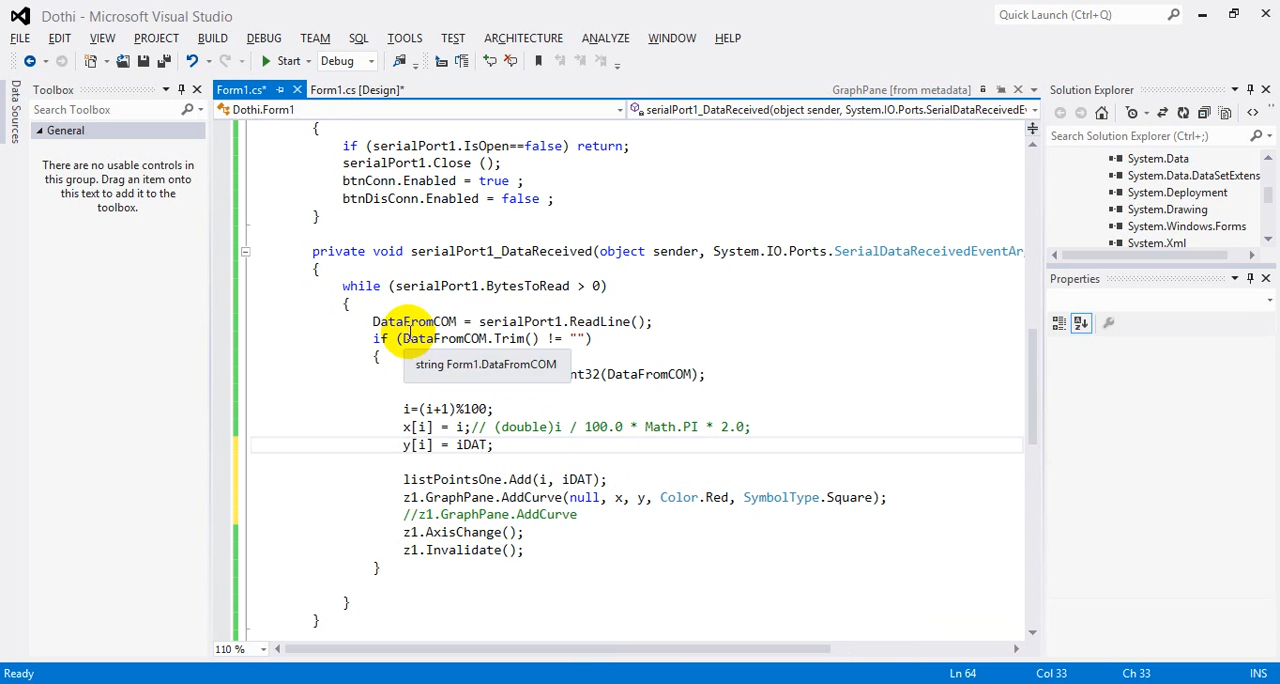 Dothi - Microsoft Visual Studio
Quick Launch (Ctrl+Q)
FILE EDIT VIEW PROJECT BUILD DEBUG TEAM SQL TOOLS TEST ARCHITECTURE ANALYZE WINDOW HELP
Start Debug
Data Sources
Toolbox
Search Toolbox
General
There are no usable controls in
this group. Drag an item onto
this text to add it to the
toolbox.
Form1.cs* Form1.cs [Design]* GraphPane [from metadata]
Dothi.Form1 serialPort1_DataReceived(object sender, System.IO.Ports.SerialDataReceivedEv
{
if (serialPort1.IsOpen==false) return;
serialPort1.Close ();
btnConn.Enabled = true ;
btnDisConn.Enabled = false ;
}
private void serialPort1_DataReceived(object sender, System.IO.Ports.SerialDataReceivedEventAr
{
while (serialPort1.BytesToRead > 0)
{
DataFromCOM = serialPort1.ReadLine();
if (DataFromCOM.Trim() != "")
{
string Form1.DataFromCOM
nt32(DataFromCOM);
i=(i+1)%100;
x[i] = i;// (double)i / 100.0 * Math.PI * 2.0;
y[i] = iDAT;
listPointsOne.Add(i, iDAT);
z1.GraphPane.AddCurve(null, x, y, Color.Red, SymbolType.Square);
//z1.GraphPane.AddCurve
z1.AxisChange();
z1.Invalidate();
}
}
}
110 %
Solution Explorer
Search Solution Explorer (Ctrl+;)
System.Data
System.Data.DataSetExtens
System.Deployment
System.Drawing
System.Windows.Forms
System.Xml
Properties
Ready Ln 64 Col 33 Ch 33 INS